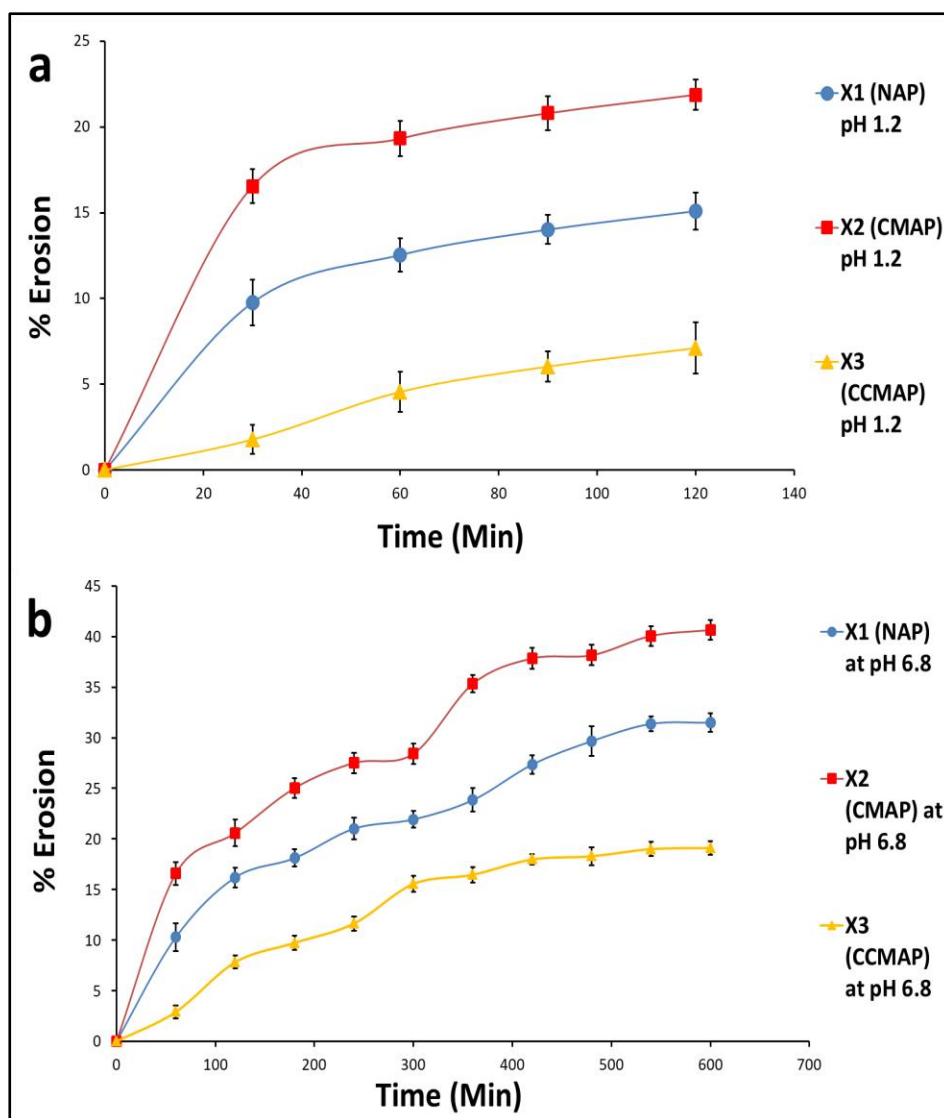 a
25
20
15
10
5
0
% Erosion
0 20 40 60 80 100 120 140
Time (Min)
X1 (NAP)
pH 1.2
X2 (CMAP)
pH 1.2
X3
(CCMAP)
pH 1.2
b
45
40
35
30
25
20
15
10
5
0
% Erosion
0 100 200 300 400 500 600 700
Time (Min)
X1 (NAP)
at pH 6.8
X2
(CMAP) at
pH 6.8
X3
(CCMAP)
at pH 6.8